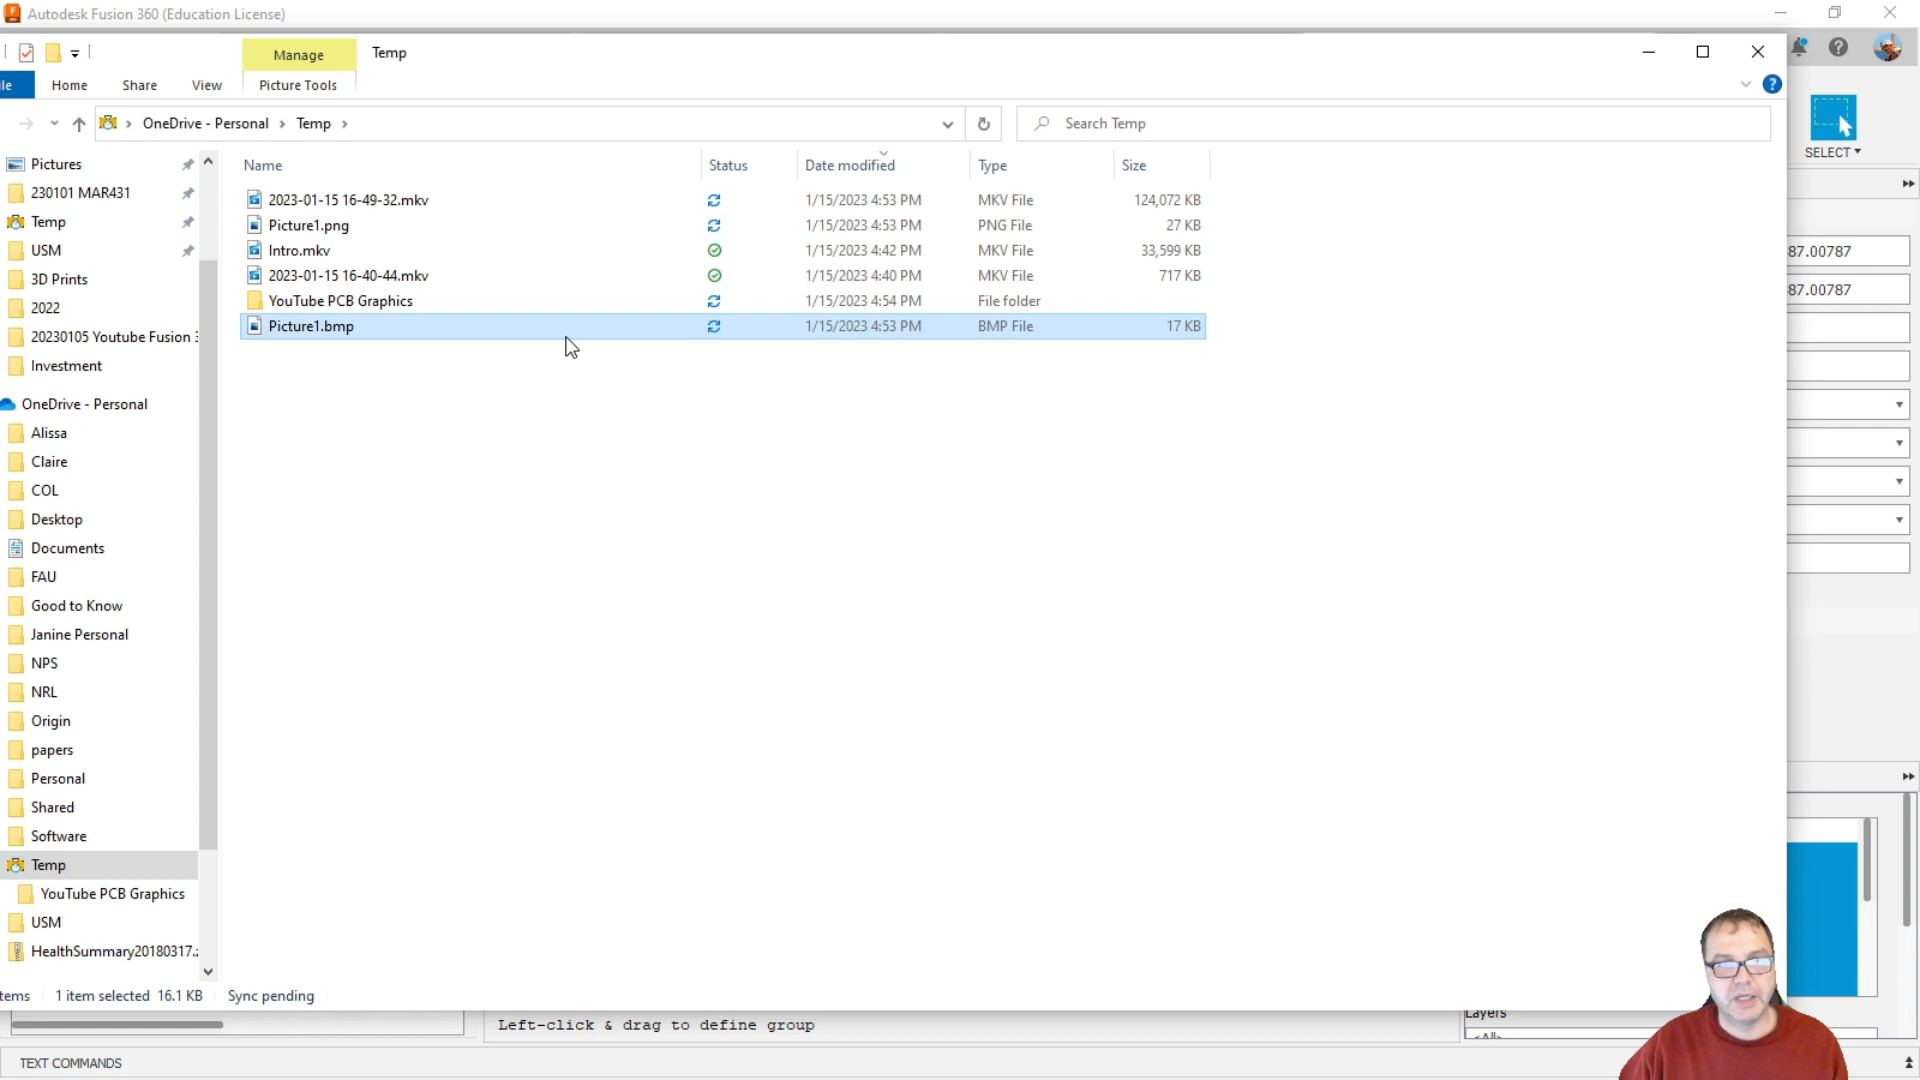 Autodesk Fusion 360 (Education License)
Manage
Temp
le
Home
Share
View
Picture Tools
OneDrive - Personal
Temp
Search Temp
SELECT
Name
Status
Date modified
Type
Size
2023-01-15 16-49-32.mkv
1/15/2023 4:53 PM
MKV File
124,072 KB
Picture1.png
1/15/2023 4:53 PM
PNG File
27 KB
Intro.mkv
1/15/2023 4:42 PM
MKV File
33,599 KB
2023-01-15 16-40-44.mkv
1/15/2023 4:40 PM
MKV File
717 KB
YouTube PCB Graphics
1/15/2023 4:54 PM
File folder
Picture1.bmp
1/15/2023 4:53 PM
BMP File
17 KB
Pictures
230101 MAR431
Temp
USM
3D Prints
2022
20230105 Youtube Fusion 3
Investment
OneDrive - Personal
Alissa
Claire
COL
Desktop
Documents
FAU
Good to Know
Janine Personal
NPS
NRL
Origin
papers
Personal
Shared
Software
Temp
YouTube PCB Graphics
USM
HealthSummary20180317.z
87.00787
87.00787
tems
1 item selected 16.1 KB
Sync pending
Left-click & drag to define group
Layers
TEXT COMMANDS